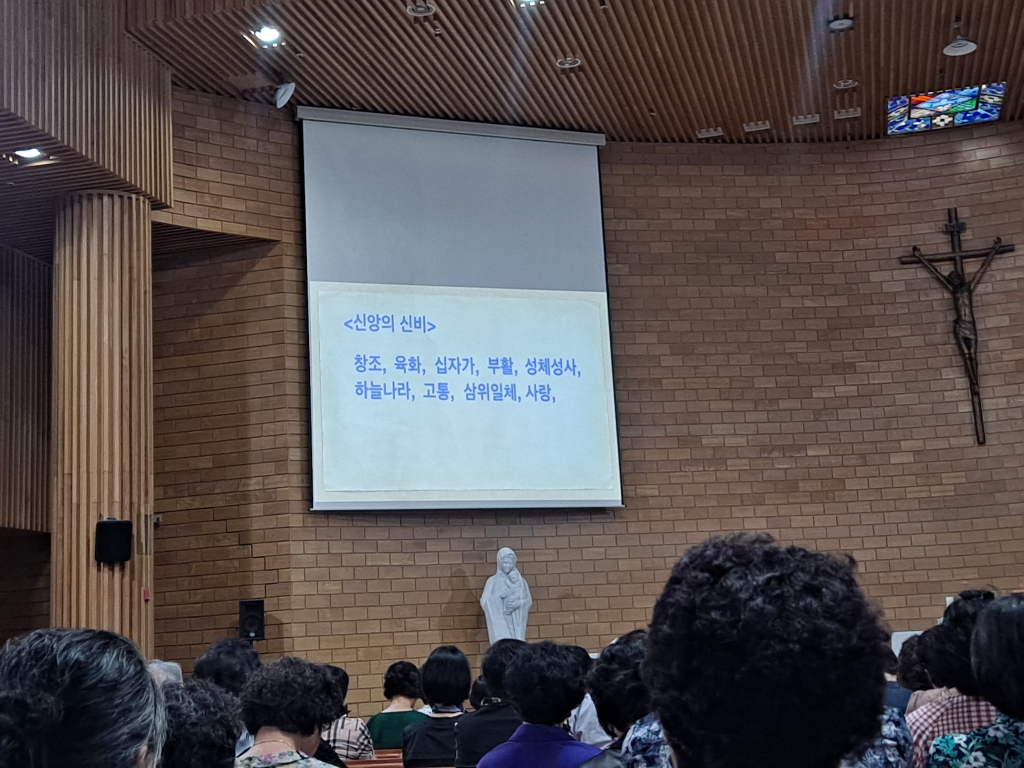 <신앙의 신비>
창조, 육화, 십자가, 부활, 성체성사,
하늘나라, 고통, 삼위일체, 사랑,